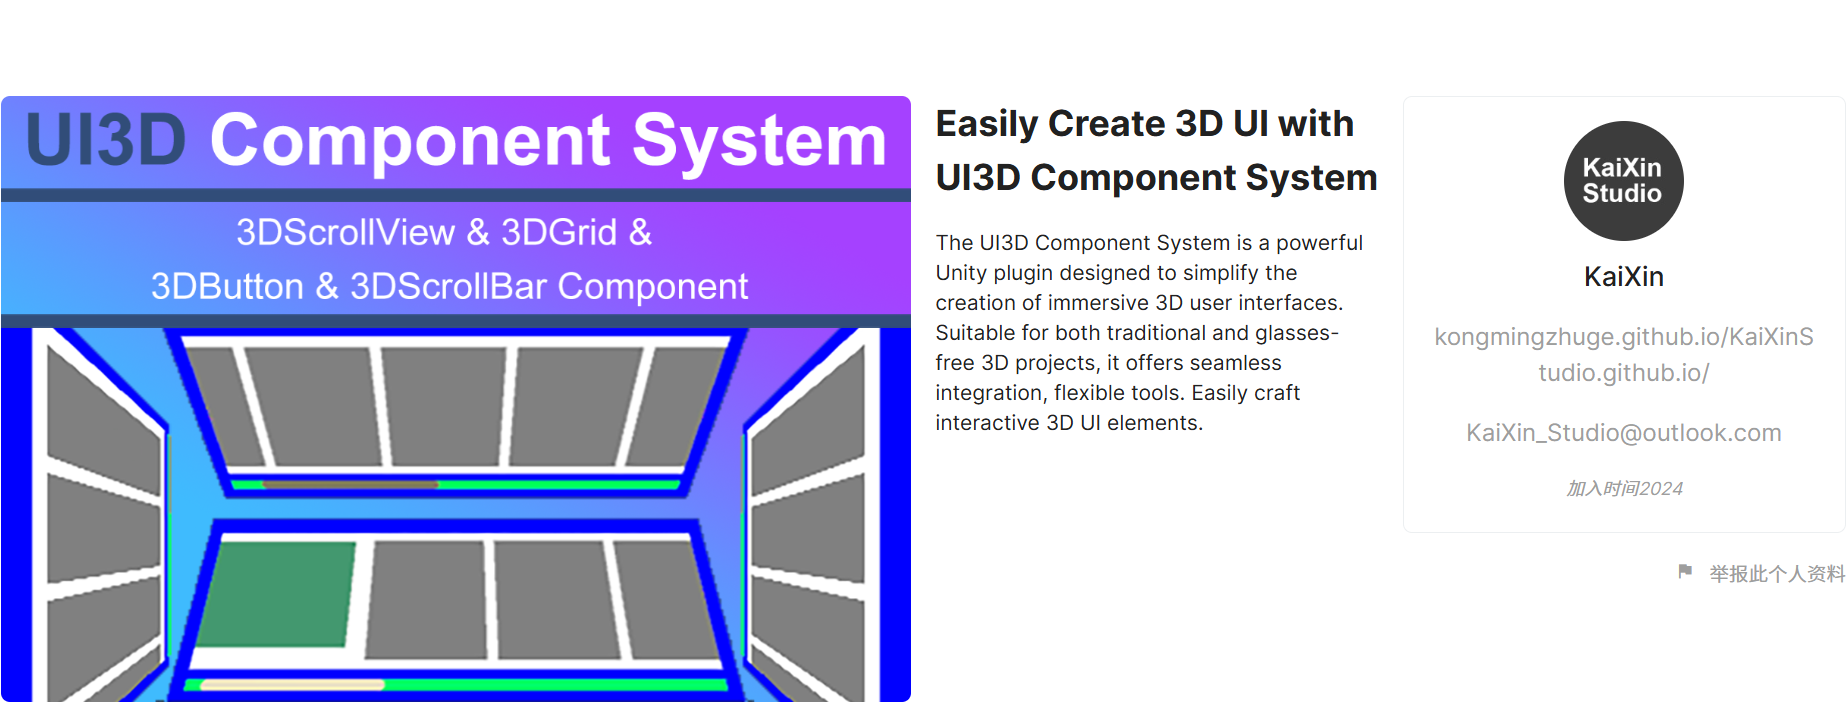 UI3D Component System
3DScrollView & 3DGrid &
3DButton & 3DScrollBar Component
Easily Create 3D UI with
UI3D Component System
The UI3D Component System is a powerful
Unity plugin designed to simplify the
creation of immersive 3D user interfaces.
Suitable for both traditional and glasses-
free 3D projects, it offers seamless
integration, flexible tools. Easily craft
interactive 3D UI elements.
KaiXin
Studio
KaiXin
kongmingzhuge.github.io/KaiXinS
tudio.github.io/
KaiXin_Studio@outlook.com
加入时间2024
举报此个人资料